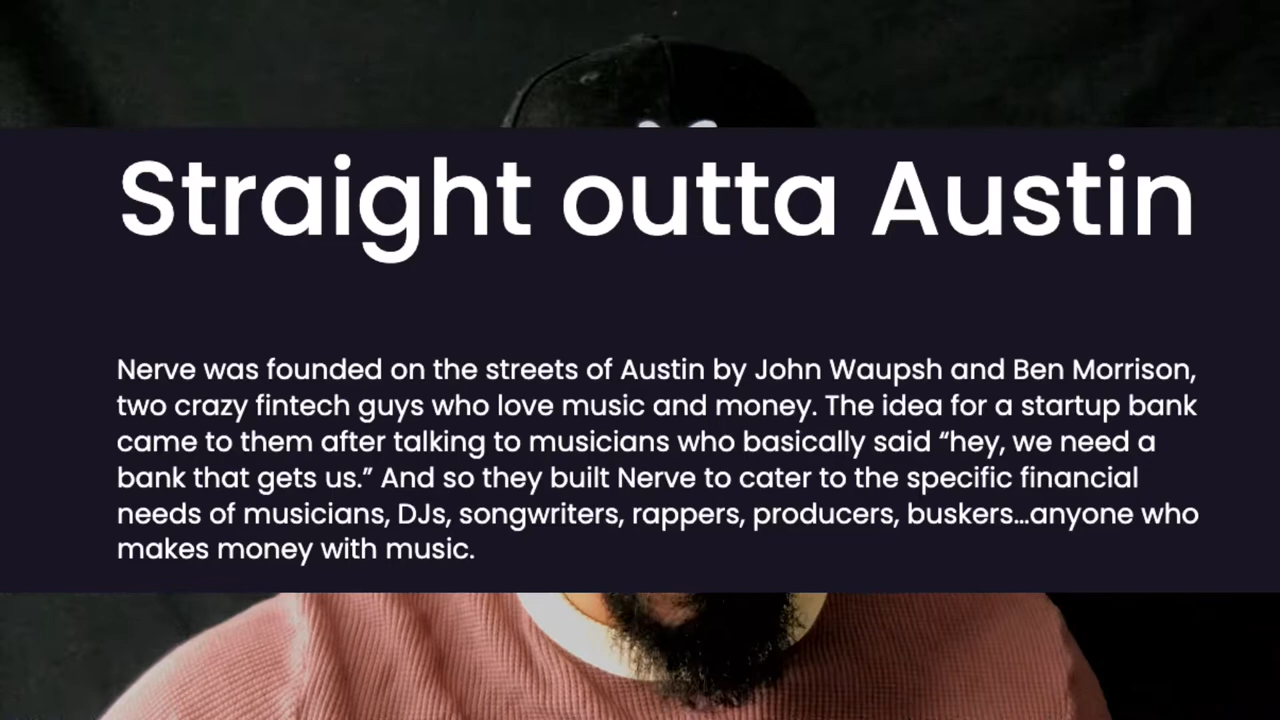 Straight outta Austin
Nerve was founded on the streets of Austin by John Waupsh and Ben Morrison,
two crazy fintech guys who love music and money. The idea for a startup bank
came to them after talking to musicians who basically said “hey, we need a
bank that gets us.” And so they built Nerve to cater to the specific financial
needs of musicians, DJs, songwriters, rappers, producers, buskers...anyone who
makes money with music.